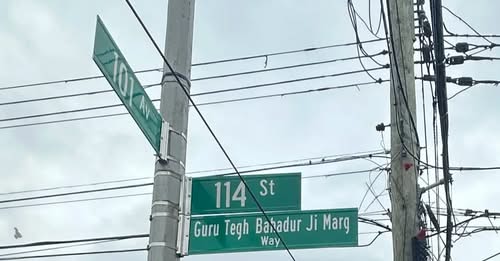 101 AV
114 St
Guru Tegh Bahadur Ji Marg
Way